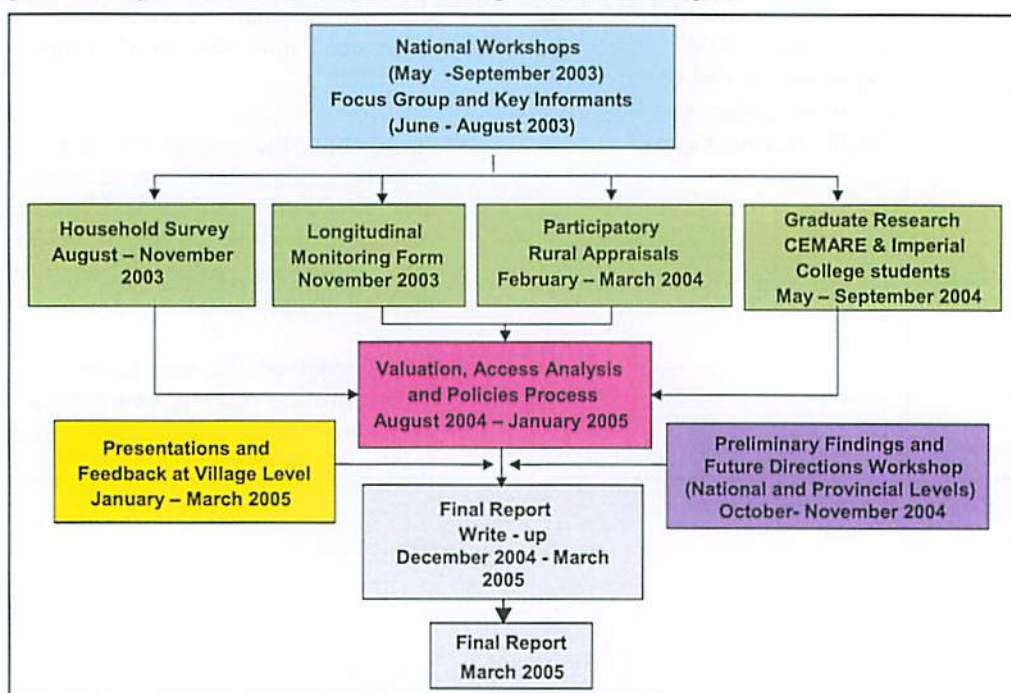 National Workshops
(May -September 2003)
Focus Group and Key Informants
(June - August 2003)
Household Survey
August – November
2003
Longitudinal
Monitoring Form
November 2003
Participatory
Rural Appraisals
February – March 2004
Graduate Research
CEMARE & Imperial
College students
May – September 2004
Valuation, Access Analysis
and Policies Process
August 2004 – January 2005
Presentations and
Feedback at Village Level
January – March 2005
Preliminary Findings and
Future Directions Workshop
(National and Provincial Levels)
October- November 2004
Final Report
Write - up
December 2004 - March
2005
Final Report
March 2005